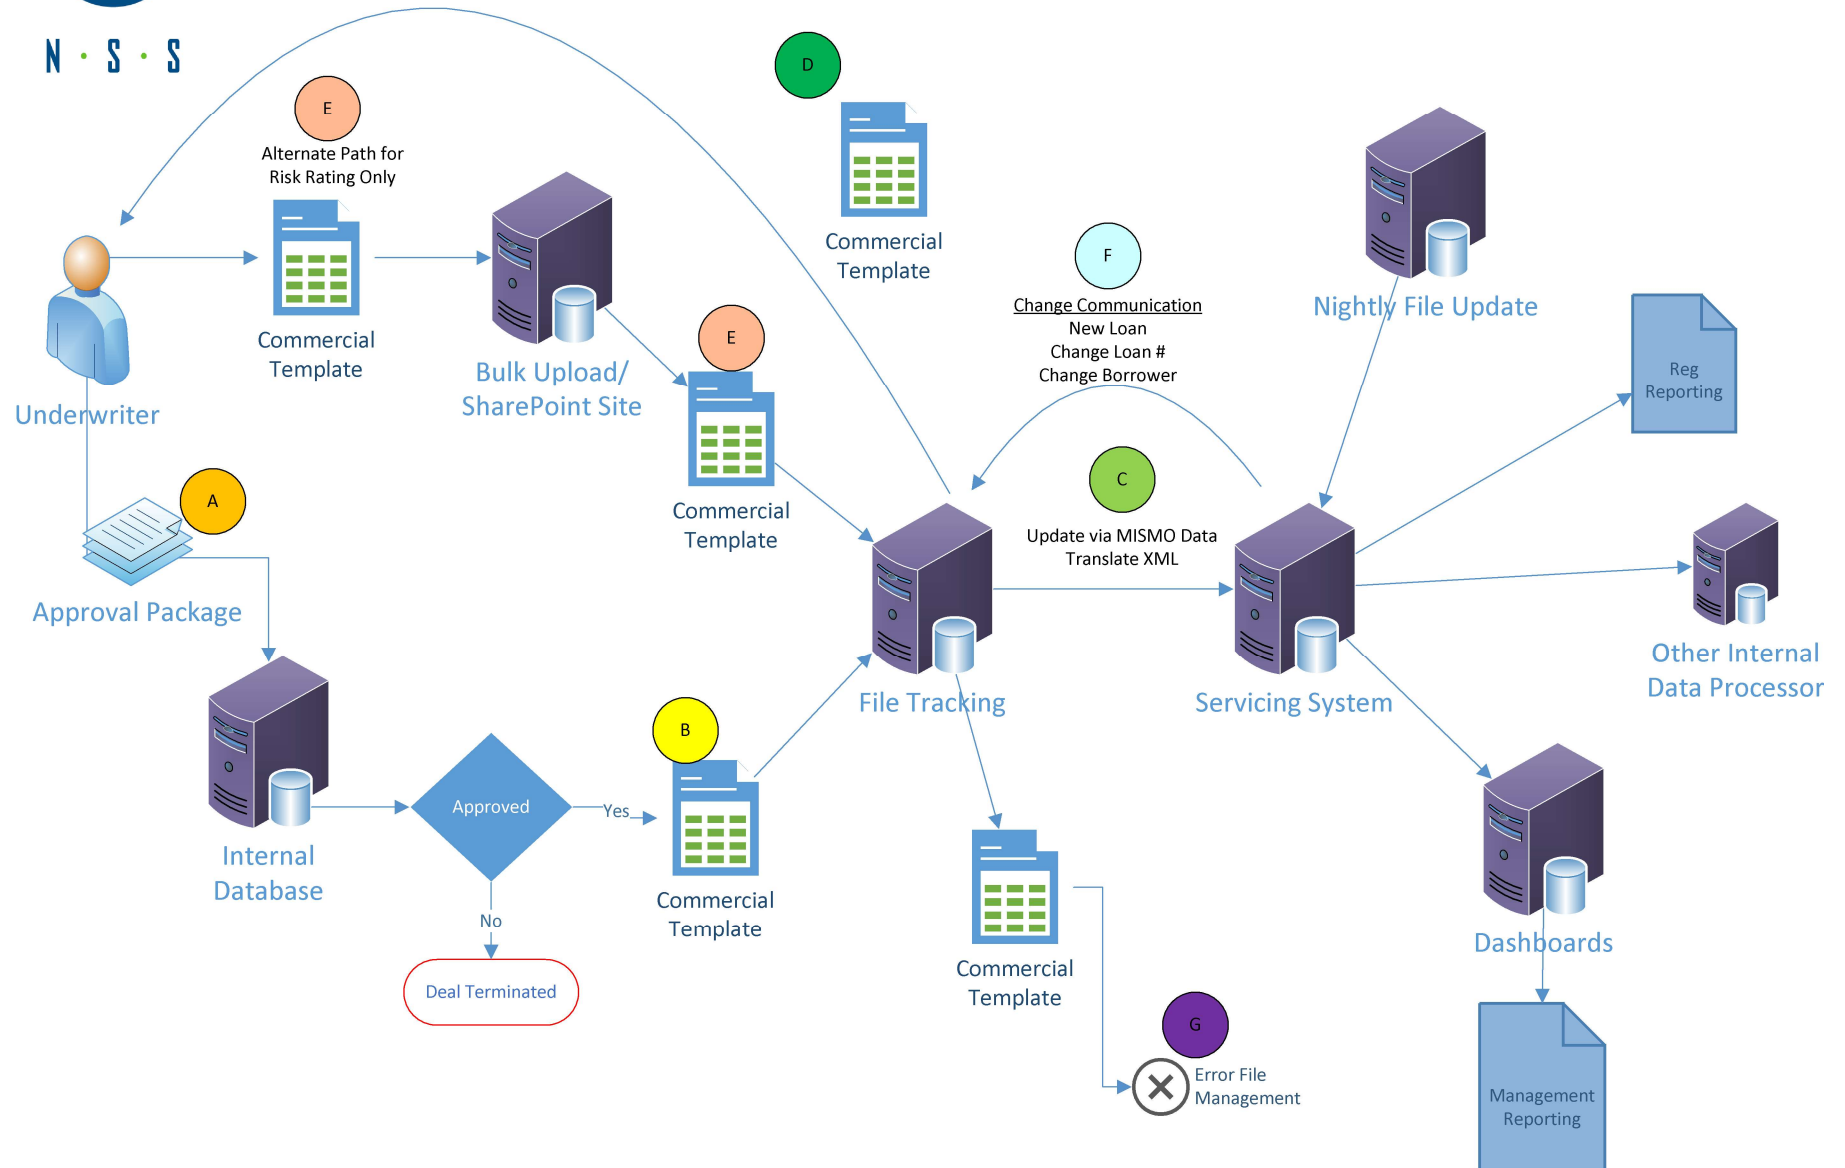 N · S · S
E
Alternate Path for
Risk Rating Only
Commercial
Template
Underwriter
Bulk Upload/
SharePoint Site
D
Commercial
Template
E
Commercial
Template
F
Change Communication
New Loan
Change Loan #
Change Borrower
Nightly File Update
Reg
Reporting
A
Approval Package
C
Update via MISMO Data
Translate XML
File Tracking
Servicing System
Other Internal
Data Processor
Internal
Database
Approved
Yes
No
Deal Terminated
B
Commercial
Template
Commercial
Template
G
Error File
Management
Dashboards
Management
Reporting